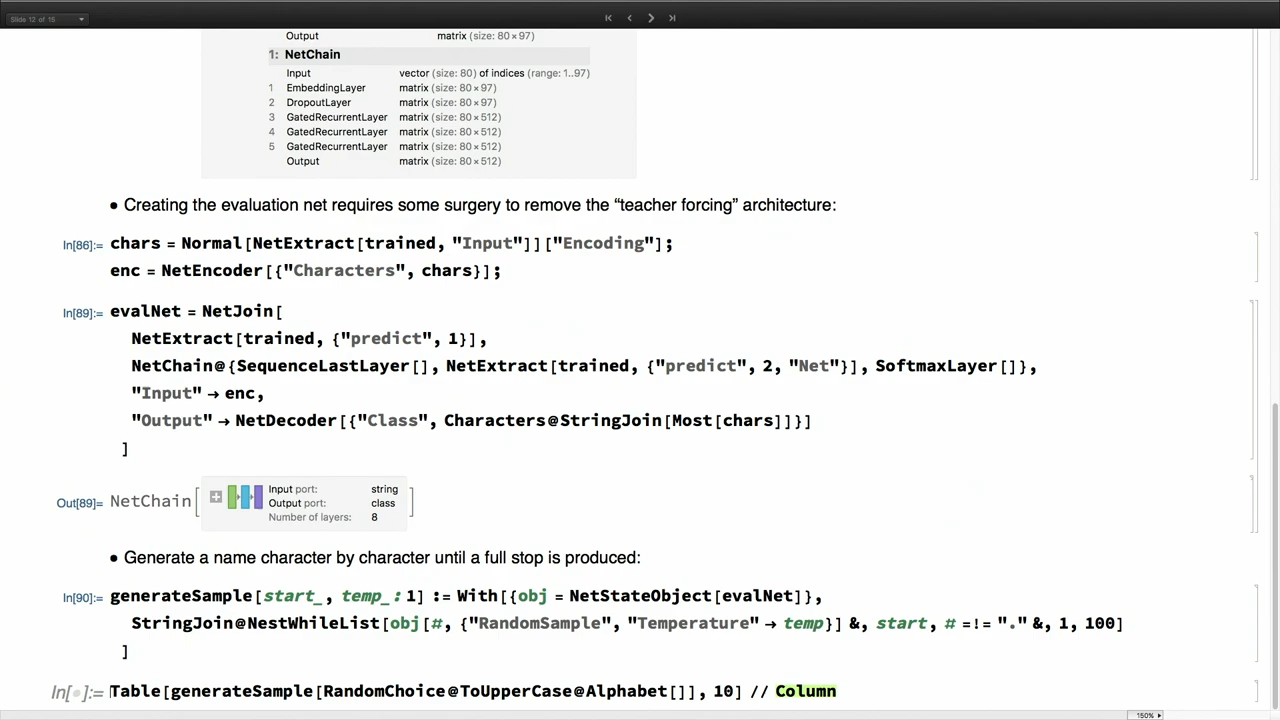 Slide 12 of 15
Output matrix (size: 80×97)
1: NetChain
Input vector (size: 80) of indices (range: 1..97)
1 EmbeddingLayer matrix (size: 80×97)
2 DropoutLayer matrix (size: 80×97)
3 GatedRecurrentLayer matrix (size: 80×512)
4 GatedRecurrentLayer matrix (size: 80×512)
5 GatedRecurrentLayer matrix (size: 80×512)
Output matrix (size: 80×512)
• Creating the evaluation net requires some surgery to remove the “teacher forcing” architecture:
In[86]:= chars = Normal[NetExtract[trained, "Input"]]["Encoding"];
enc = NetEncoder[{"Characters", chars}];
In[89]:= evalNet = NetJoin[
NetExtract[trained, {"predict", 1}],
NetChain@{SequenceLastLayer[], NetExtract[trained, {"predict", 2, "Net"}], SoftmaxLayer[]},
"Input" → enc,
"Output" → NetDecoder[{"Class", Characters@StringJoin[Most[chars]]}]
]
Out[89]= NetChain[ Input port: string
Output port: class
Number of layers: 8 ]
• Generate a name character by character until a full stop is produced:
In[90]:= generateSample[start_, temp_: 1] := With[{obj = NetStateObject[evalNet]},
StringJoin@NestWhileList[obj[#, {"RandomSample", "Temperature" → temp}] &, start, # =!= "." &, 1, 100]
]
In[ ]:= Table[generateSample[RandomChoice@ToUpperCase@Alphabet[]], 10] // Column
150%